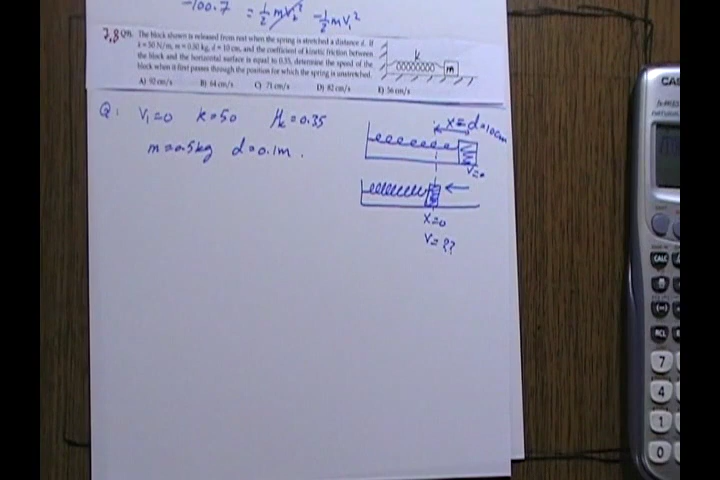 -100.7 = ½mV₂² - ½mV₁²
7,8 Q8. The block shown is released from rest when the spring is stretched a distance d. If
k = 50 N/m, m = 0.50 kg, d = 10 cm, and the coefficient of kinetic friction between
the block and the horizontal surface is equal to 0.35, determine the speed of the
block when it first passes through the position for which the spring is unstretched.
A) 92 cm/s B) 64 cm/s C) 71 cm/s D) 82 cm/s E) 56 cm/s
k
m
Q: V₁=0 k=50 μk=0.35
m=0.5kg d=0.1m.
x=d=10cm
V=0
x=0
V=??
CAS
CALC
(-)
RCL
7
4
1
0